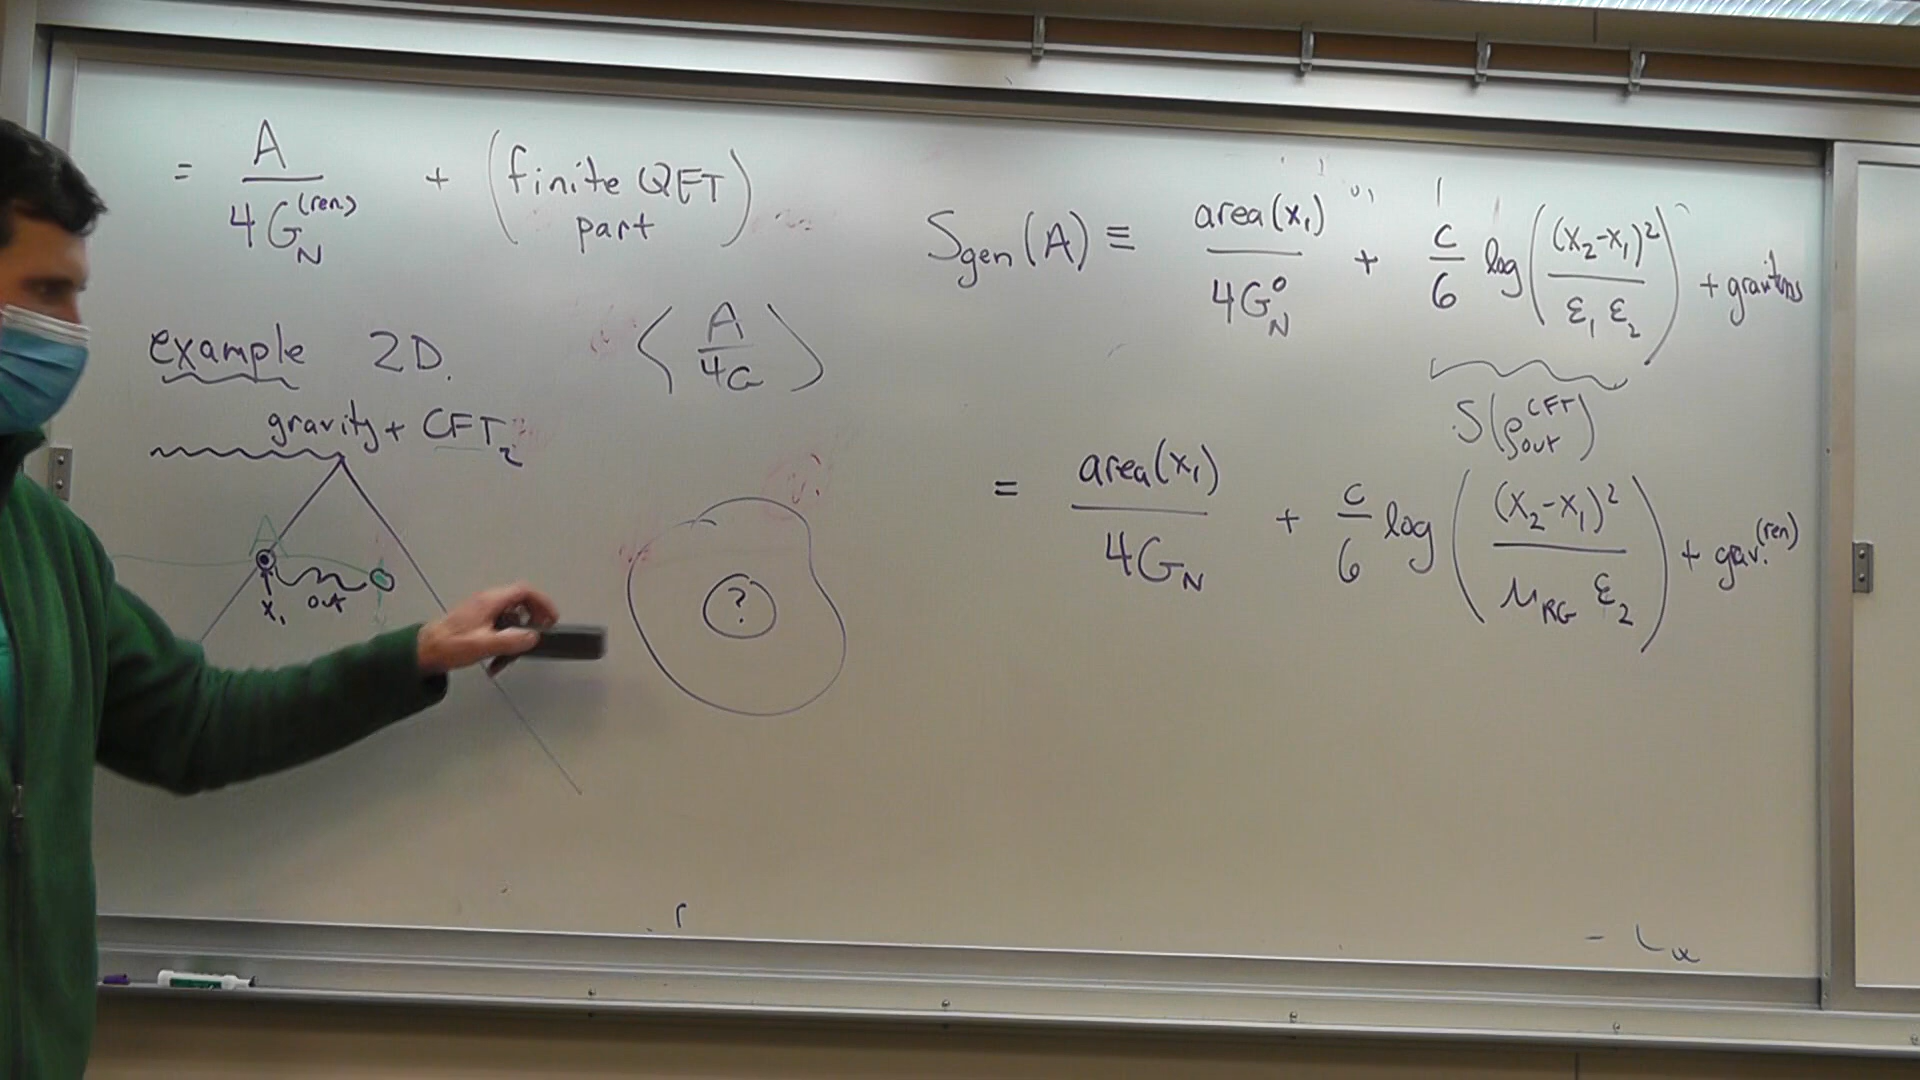 = A / 4G_N^(ren) + (finite QFT part)
example 2D.
⟨ A / 4G ⟩
gravity + CFT_2
A
x_1
out
?
S_gen(A) ≡ area(x_1) / 4G_N^0 + c/6 log( (x_2-x_1)^2 / ε_1 ε_2 ) + gravitons
S(ρ_out^CFT)
= area(x_1) / 4G_N + c/6 log( (x_2-x_1)^2 / μ_RG ε_2 ) + grav.^(ren)